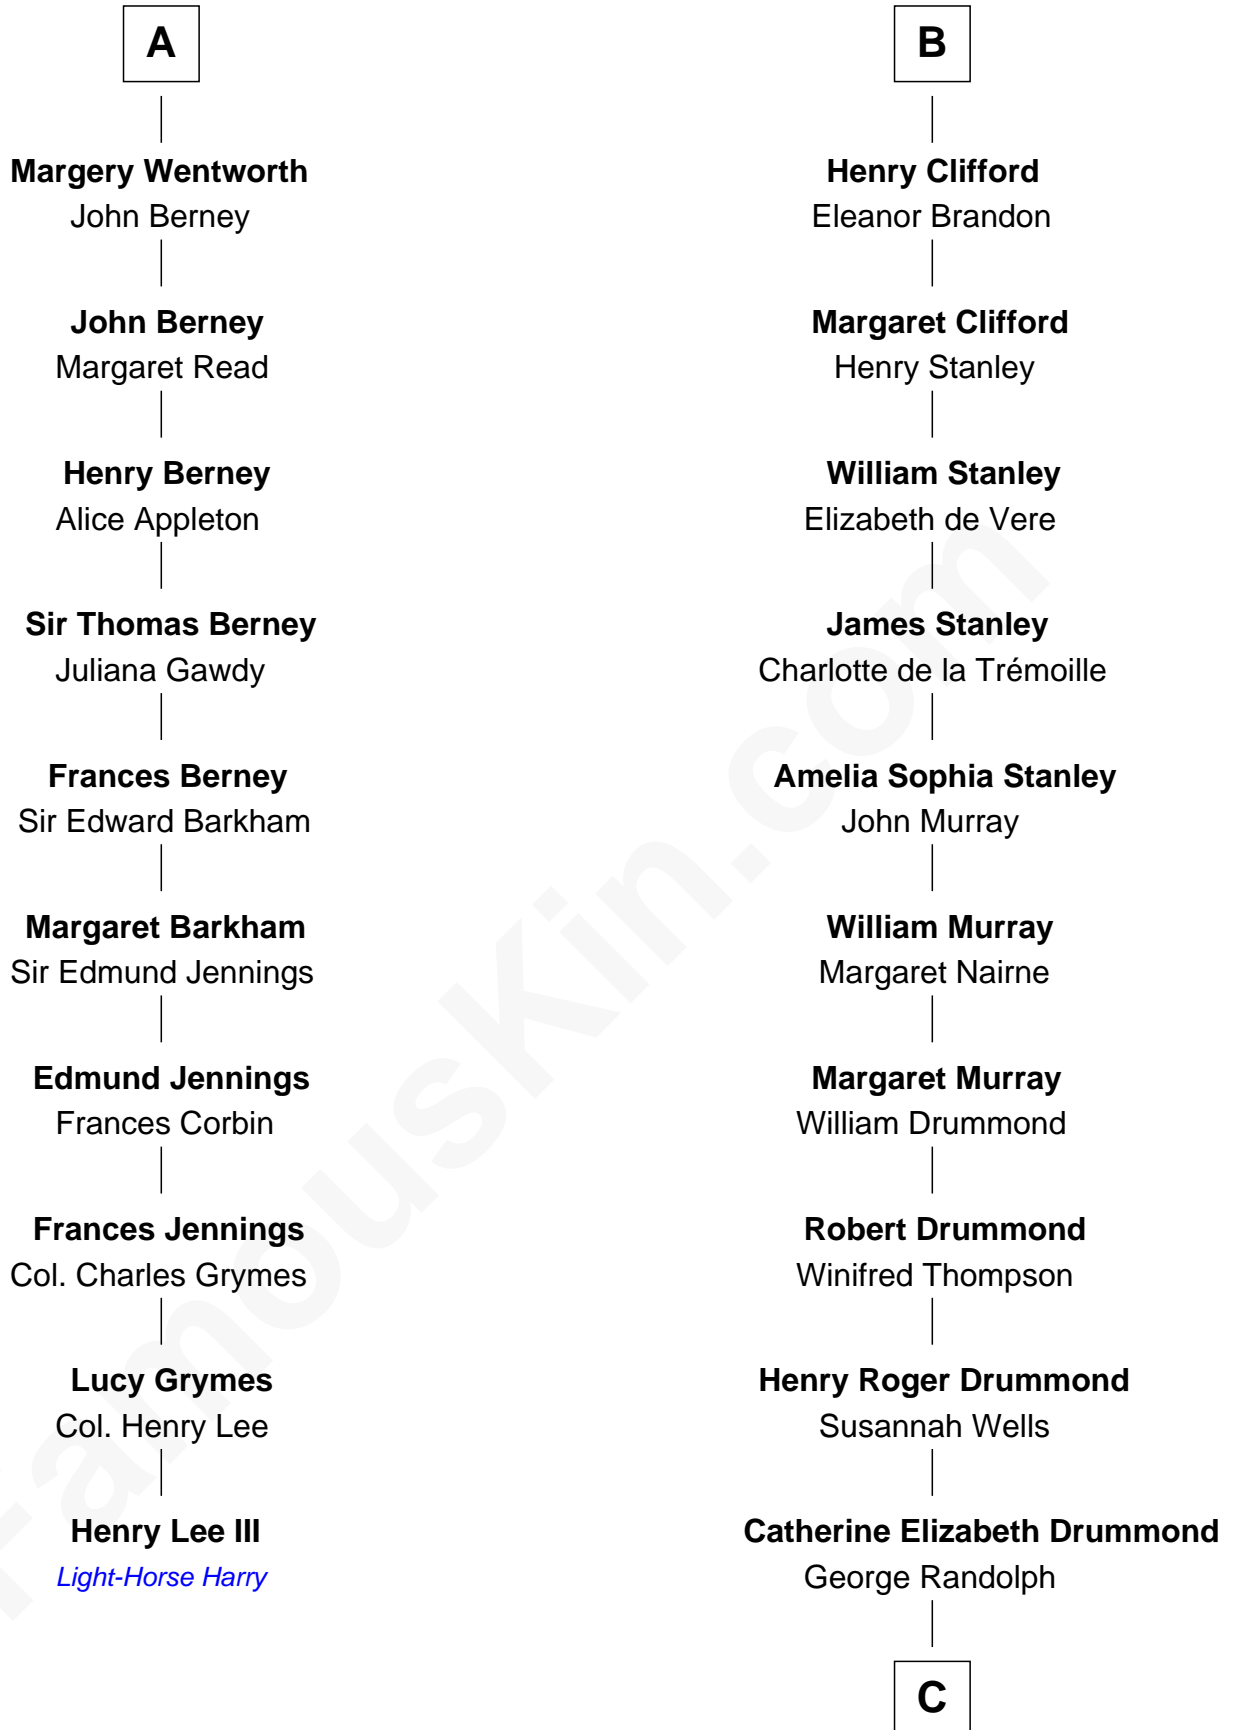 A
Margery Wentworth
John Berney
John Berney
Margaret Read
Henry Berney
Alice Appleton
Sir Thomas Berney
Juliana Gawdy
Frances Berney
Sir Edward Barkham
Margaret Barkham
Sir Edmund Jennings
Edmund Jennings
Frances Corbin
Frances Jennings
Col. Charles Grymes
Lucy Grymes
Col. Henry Lee
Henry Lee III
Light-Horse Harry
B
Henry Clifford
Eleanor Brandon
Margaret Clifford
Henry Stanley
William Stanley
Elizabeth de Vere
James Stanley
Charlotte de la Trémoille
Amelia Sophia Stanley
John Murray
William Murray
Margaret Nairne
Margaret Murray
William Drummond
Robert Drummond
Winifred Thompson
Henry Roger Drummond
Susannah Wells
Catherine Elizabeth Drummond
George Randolph
C
FamousKin.com